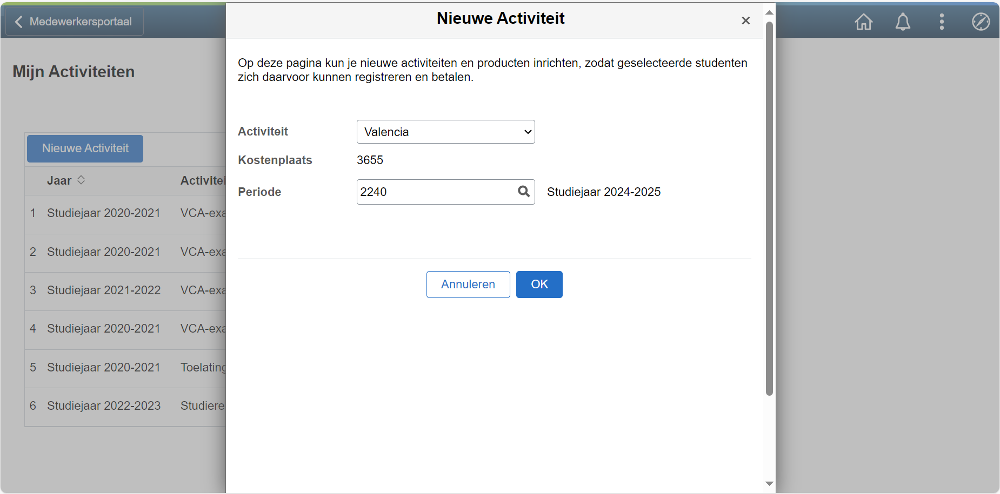 Medewerkersportaal
Nieuwe Activiteit
Mijn Activiteiten
Nieuwe Activiteit
Jaar
1 Studiejaar 2020-2021 VCA-exa
2 Studiejaar 2020-2021 VCA-exa
3 Studiejaar 2021-2022 VCA-exa
4 Studiejaar 2020-2021 VCA-exa
5 Studiejaar 2020-2021 Toelating
6 Studiejaar 2022-2023 Studiere
Op deze pagina kun je nieuwe activiteiten en producten inrichten, zodat geselecteerde studenten
zich daarvoor kunnen registreren en betalen.
Activiteit Valencia
Kostenplaats 3655
Periode 2240 Studiejaar 2024-2025
Annuleren OK